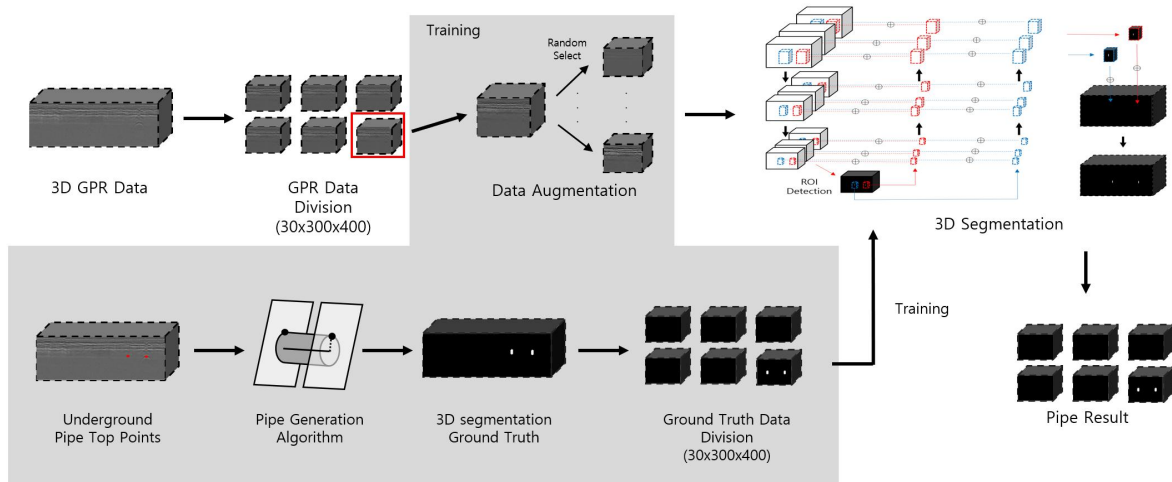 Training
Random
Select
3D GPR Data
GPR Data
Division
(30x300x400)
Data Augmentation
ROI
Detection
3D Segmentation
Training
Underground
Pipe Top Points
Pipe Generation
Algorithm
3D segmentation
Ground Truth
Ground Truth Data
Division
(30x300x400)
Pipe Result